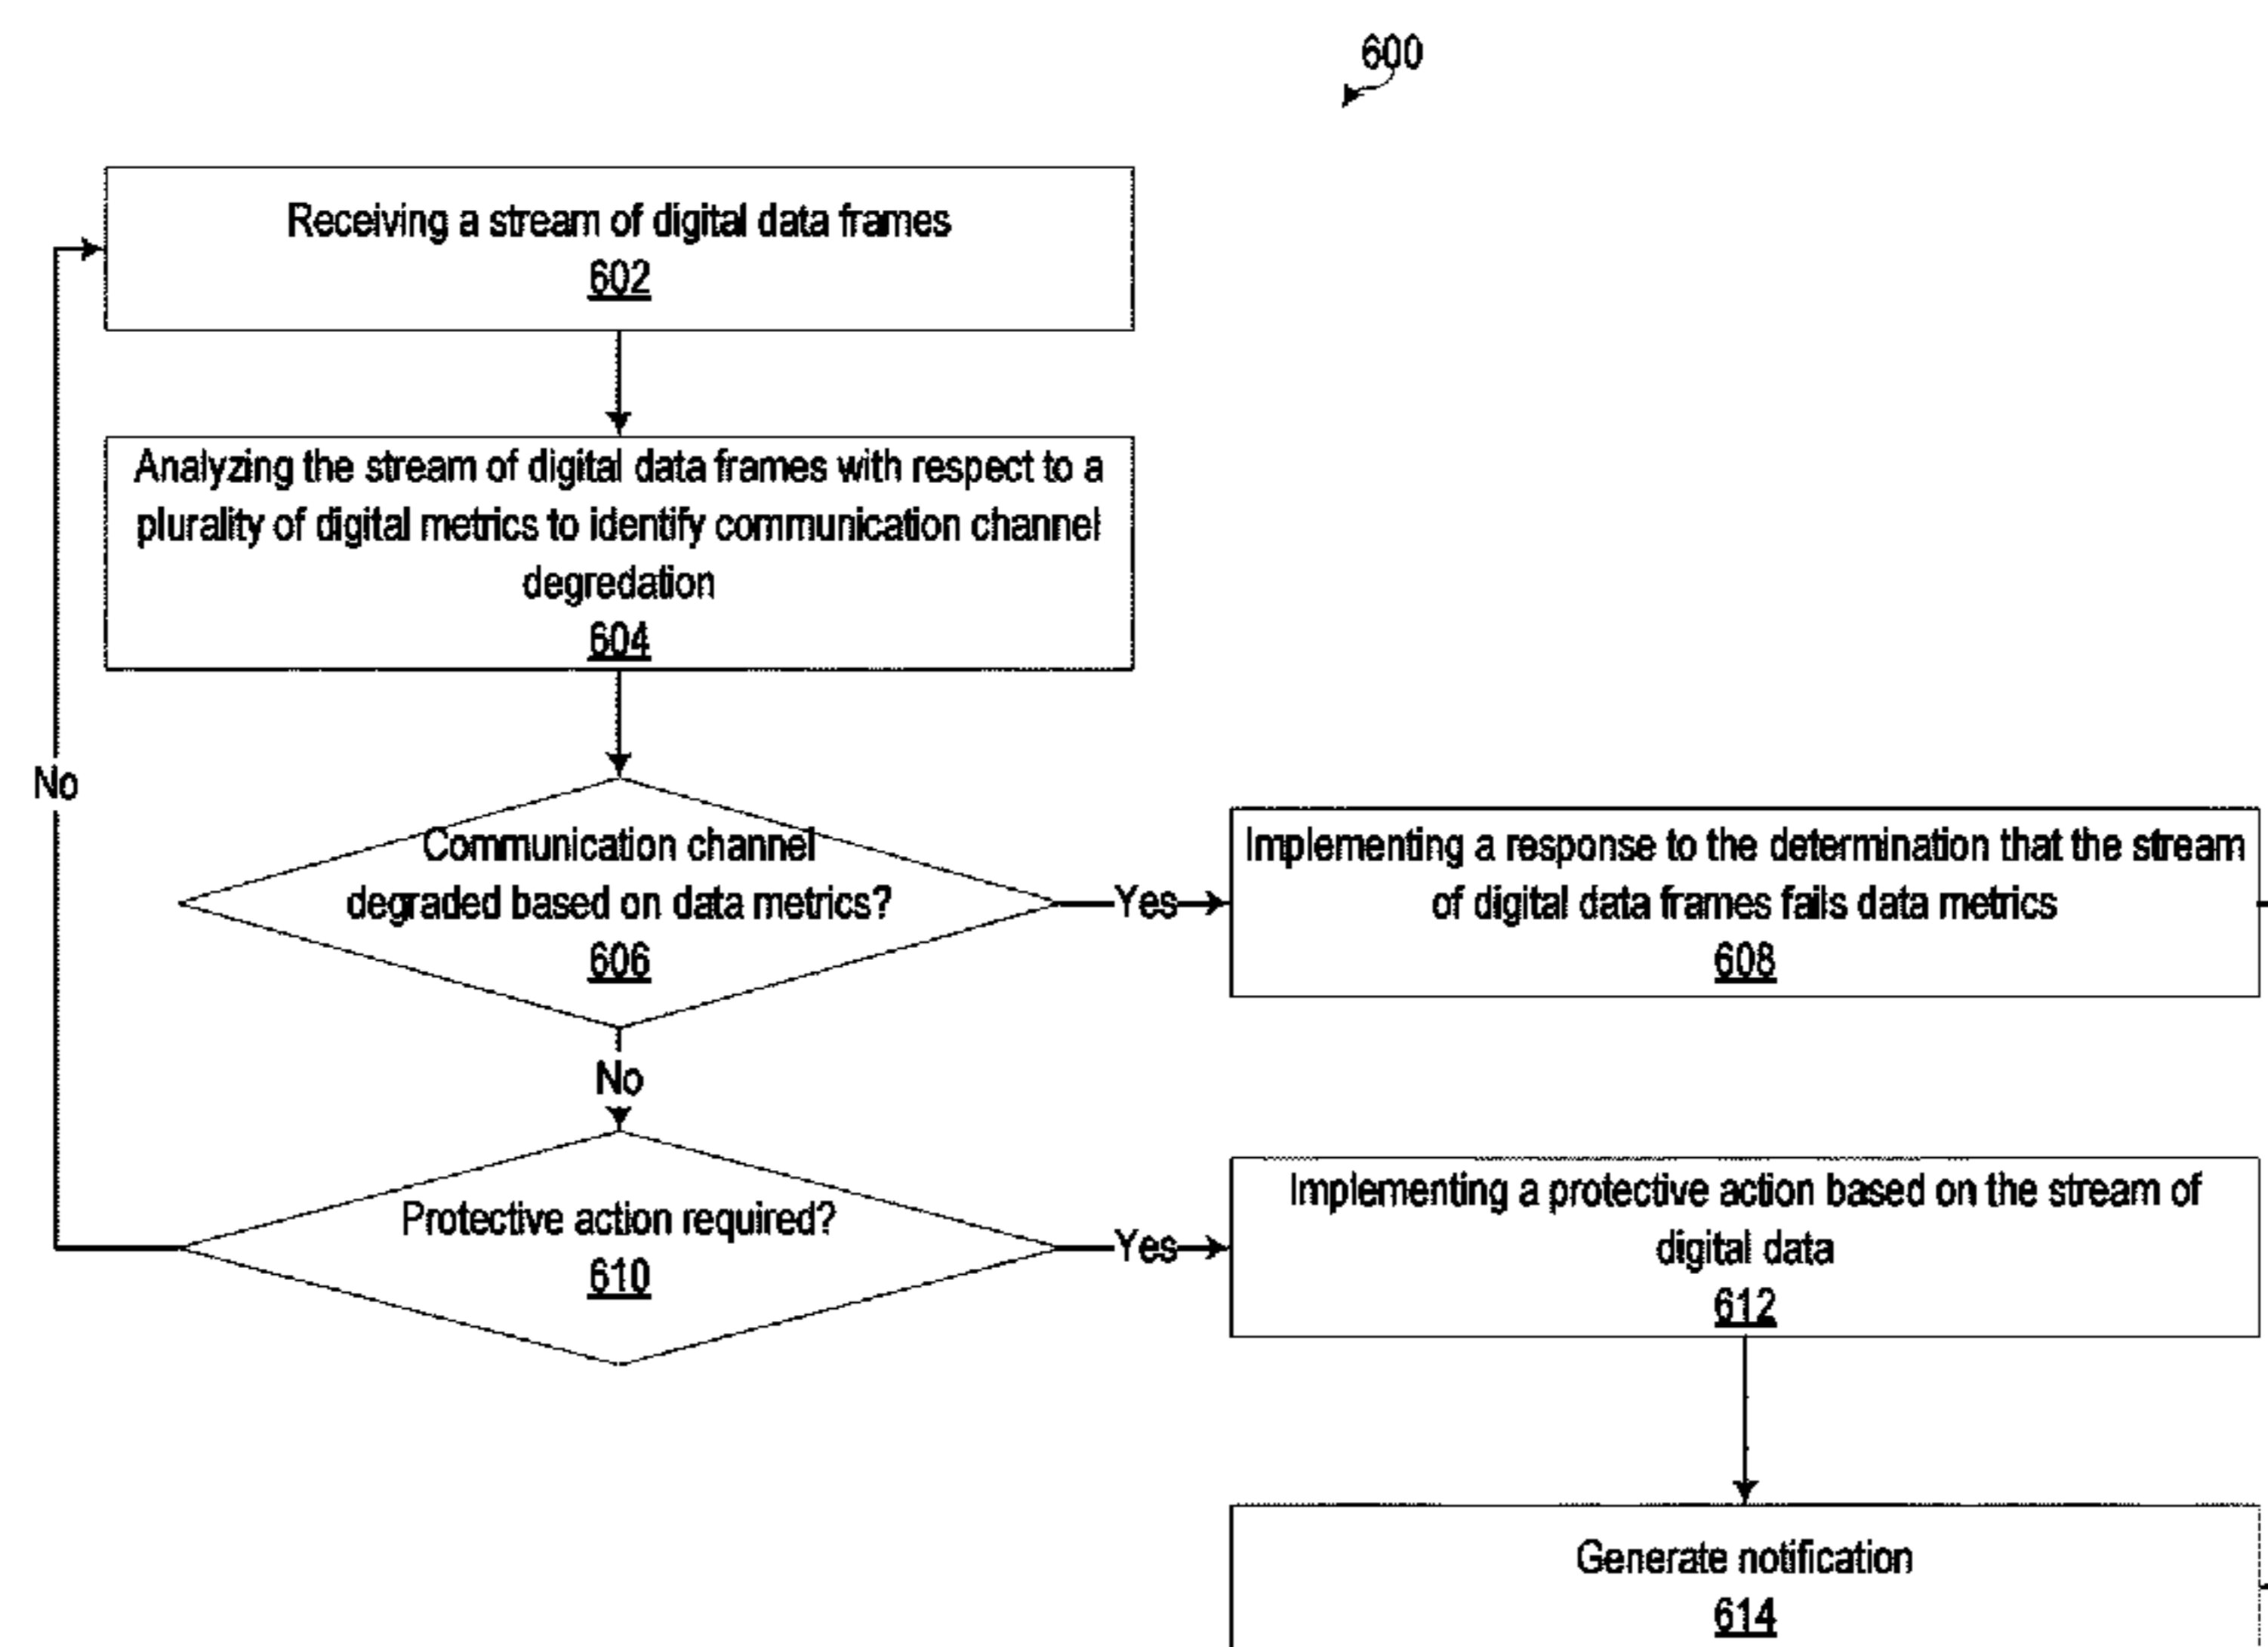 600
Receiving a stream of digital data frames
602
Analyzing the stream of digital data frames with respect to a
plurality of digital metrics to identify communication channel
degredation
604
No
Communication channel
degraded based on data metrics?
606
Yes
Implementing a response to the determination that the stream
of digital data frames fails data metrics
608
No
Protective action required?
610
Yes
Implementing a protective action based on the stream of
digital data
612
Generate notification
614